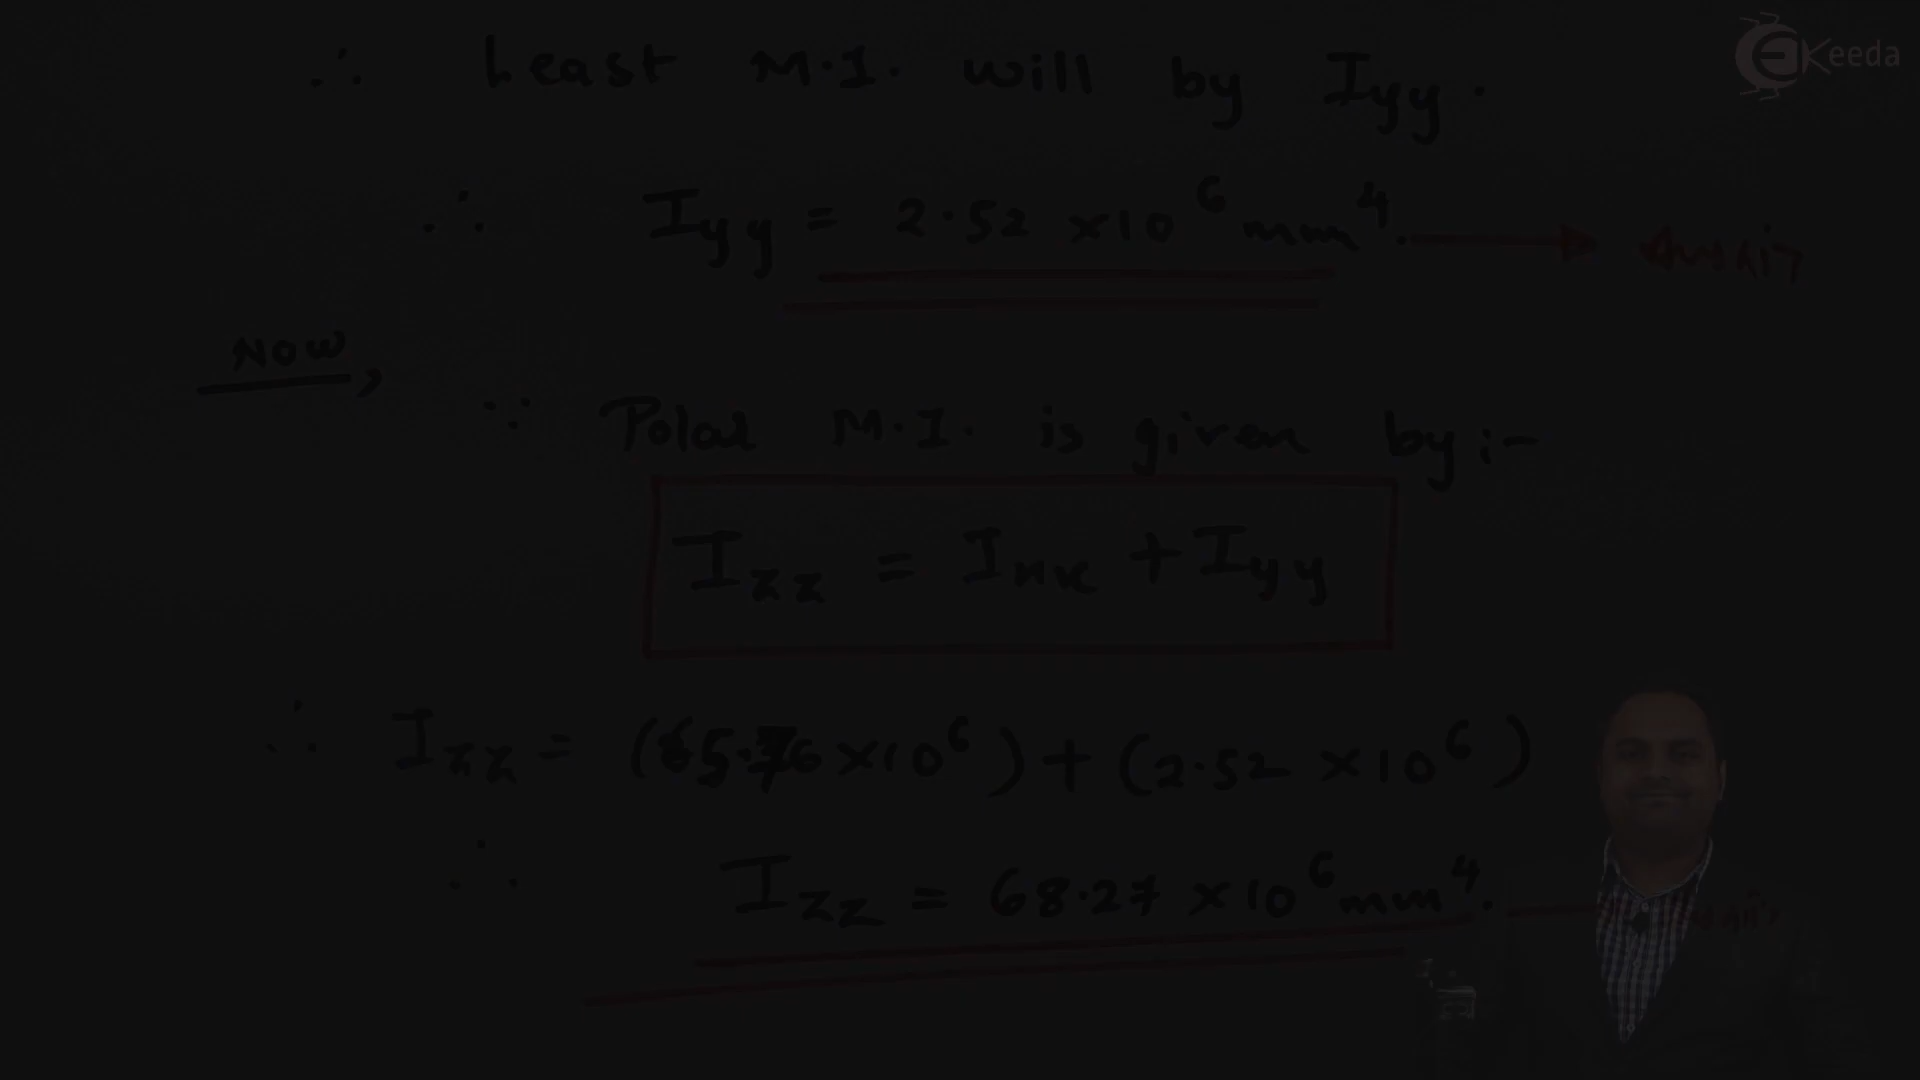 EKeeda
∴ Least M.I. will by Iyy.
∴ Iyy = 2.52 ×10⁶ mm⁴.
Now,
∵ Polar M.I. is given by:-
Izz = Ixx + Iyy
∴ Izz = (65.76 ×10⁶) + (2.52 ×10⁶)
∴ Izz = 68.27 ×10⁶ mm⁴.